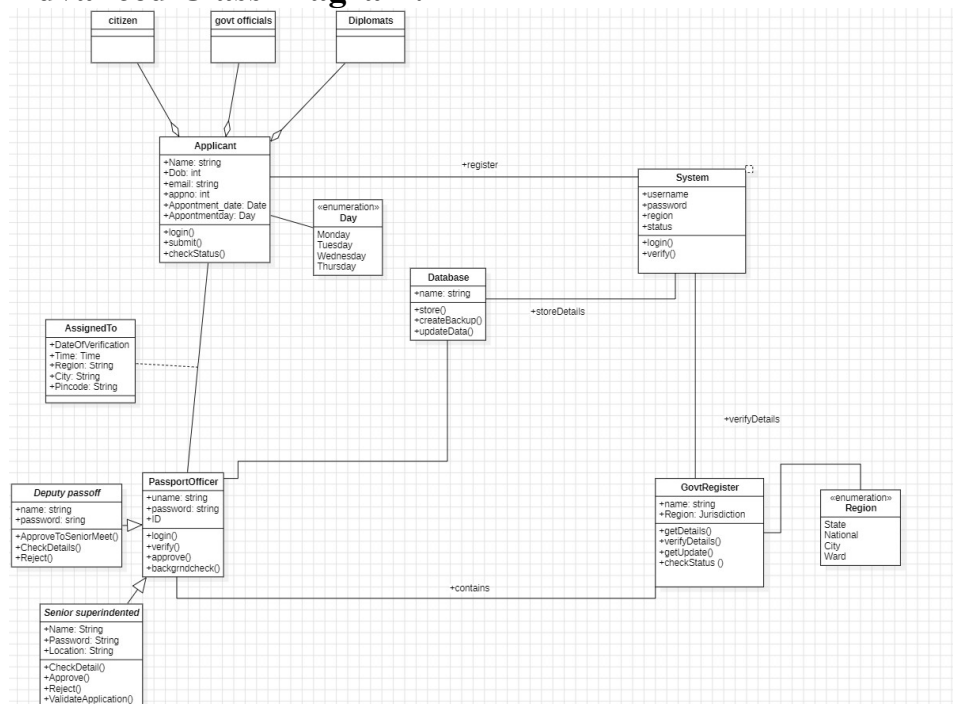 citizen
govt officials
Diplomats
Applicant
+Name: string
+Dob: int
+email: string
+appno: int
+Appontment_date: Date
+Appontmentday: Day
+login()
+submit()
+checkStatus()
+register
«enumeration»
Day
Monday
Tuesday
Wednesday
Thursday
System
+username
+password
+region
+status
+login()
+verify()
Database
+name: string
+store()
+createBackup()
+updateData()
+storeDetails
AssignedTo
+DateOfVerification
+Time: Time
+Region: String
+City: String
+Pincode: String
+verifyDetails
PassportOfficer
+uname: string
+password: string
+ID
+login()
+verify()
+approve()
+backgrndcheck()
Deputy passoff
+name: string
+password: sring
+ApproveToSeniorMeet()
+CheckDetails()
+Reject()
GovtRegister
+name: string
+Region: Jurisdiction
+getDetails()
+verifyDetails()
+getUpdate()
+checkStatus ()
«enumeration»
Region
State
National
City
Ward
+contains
Senior superindented
+Name: String
+Password: String
+Location: String
+CheckDetail()
+Approve()
+Reject()
+ValidateApplication()